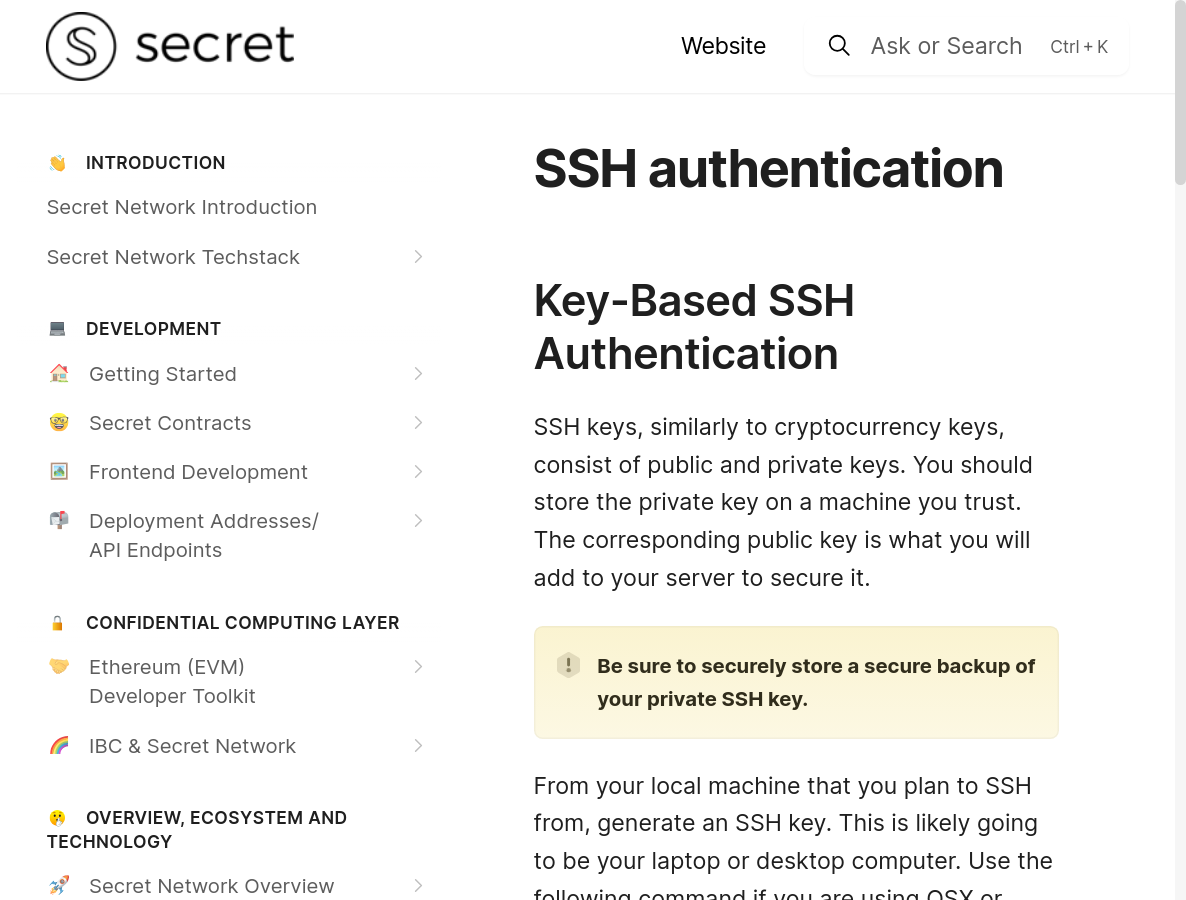 secret
Website
Ask or Search
Ctrl + K
INTRODUCTION
Secret Network Introduction
Secret Network Techstack
DEVELOPMENT
Getting Started
Secret Contracts
Frontend Development
Deployment Addresses/
API Endpoints
CONFIDENTIAL COMPUTING LAYER
Ethereum (EVM)
Developer Toolkit
IBC & Secret Network
OVERVIEW, ECOSYSTEM AND
TECHNOLOGY
Secret Network Overview
SSH authentication
Key-Based SSH
Authentication
SSH keys, similarly to cryptocurrency keys,
consist of public and private keys. You should
store the private key on a machine you trust.
The corresponding public key is what you will
add to your server to secure it.
Be sure to securely store a secure backup of
your private SSH key.
From your local machine that you plan to SSH
from, generate an SSH key. This is likely going
to be your laptop or desktop computer. Use the
following command if you are using OSX or